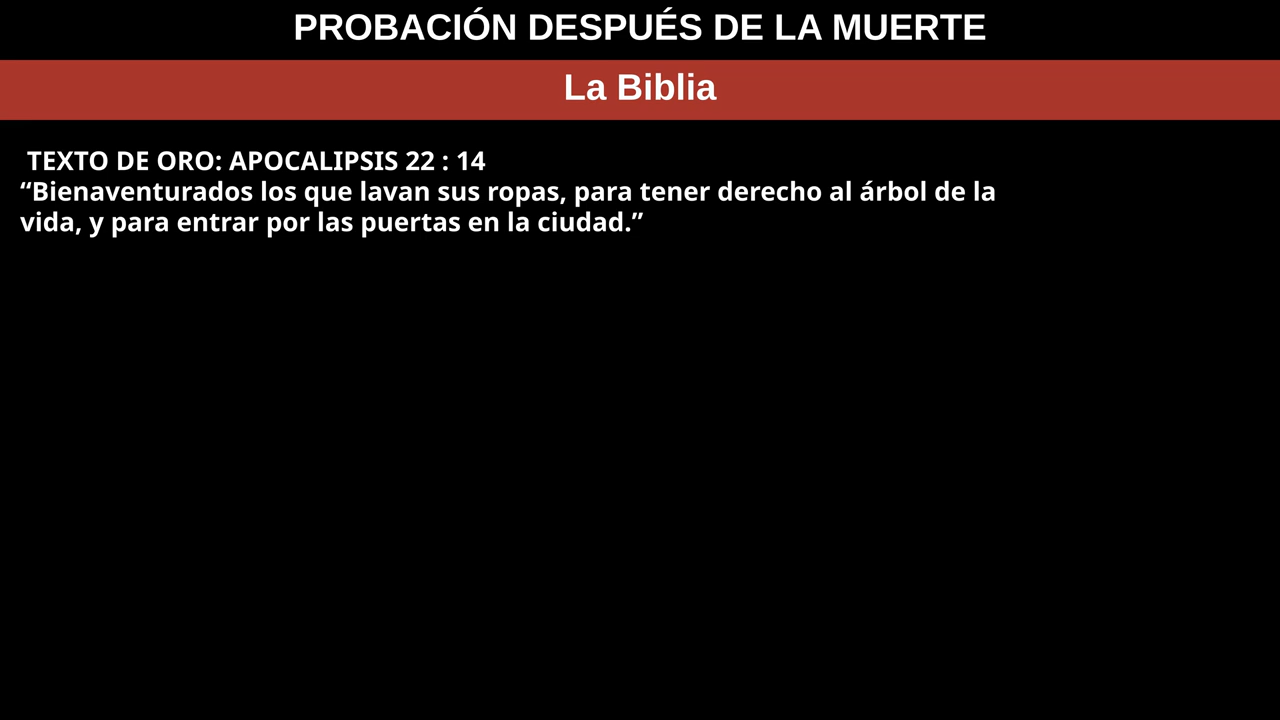 PROBACIÓN DESPUÉS DE LA MUERTE
La Biblia
TEXTO DE ORO: APOCALIPSIS 22 : 14
“Bienaventurados los que lavan sus ropas, para tener derecho al árbol de la
vida, y para entrar por las puertas en la ciudad.”